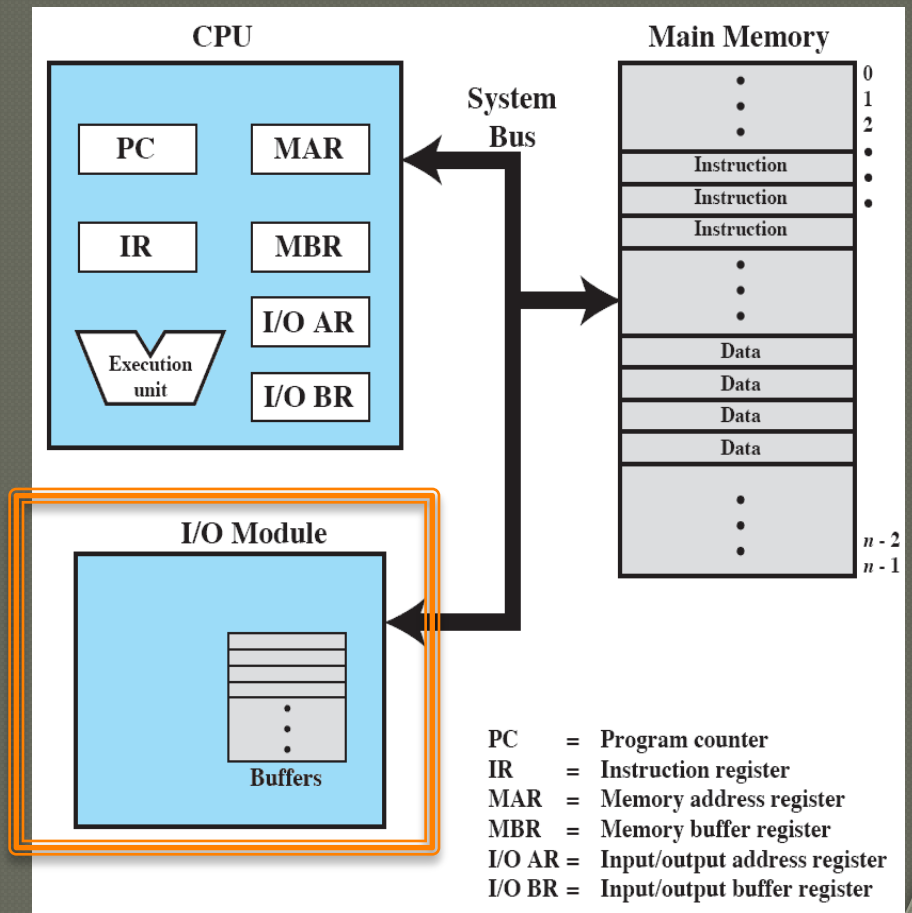 CPU
PC
MAR
IR
MBR
I/O AR
Execution
unit
I/O BR
System
Bus
Main Memory
0
1
2
Instruction
Instruction
Instruction
Data
Data
Data
Data
n - 2
n - 1
I/O Module
Buffers
PC = Program counter
IR = Instruction register
MAR = Memory address register
MBR = Memory buffer register
I/O AR = Input/output address register
I/O BR = Input/output buffer register